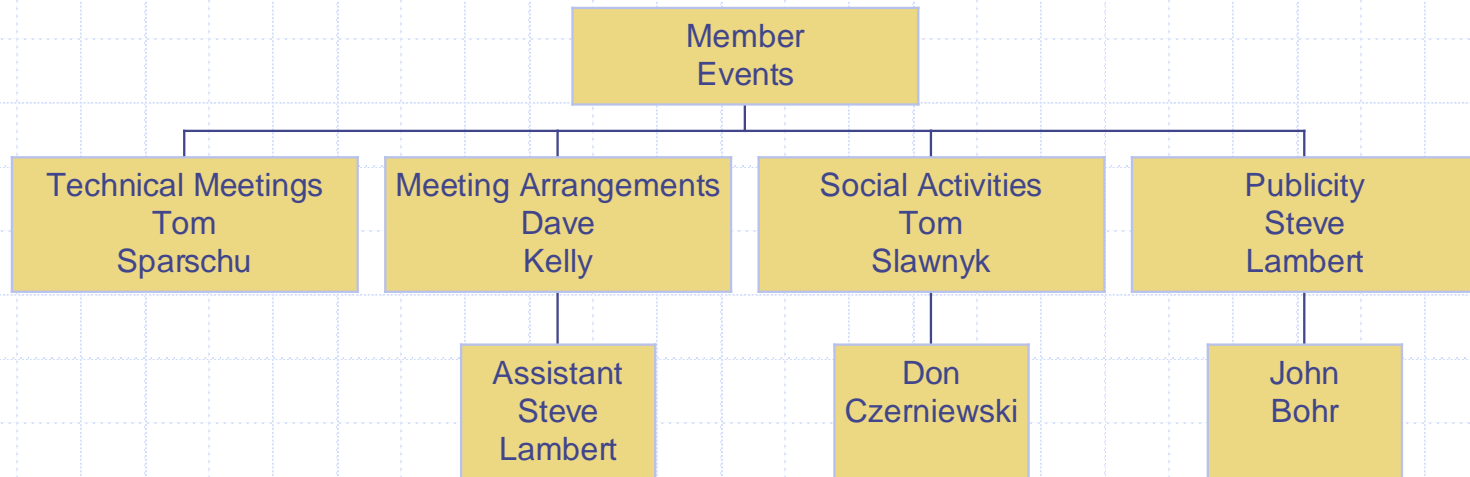 Member
Events
Technical Meetings
Tom
Sparschu
Meeting Arrangements
Dave
Kelly
Social Activities
Tom
Slawnyk
Publicity
Steve
Lambert
Assistant
Steve
Lambert
Don
Czerniewski
John
Bohr